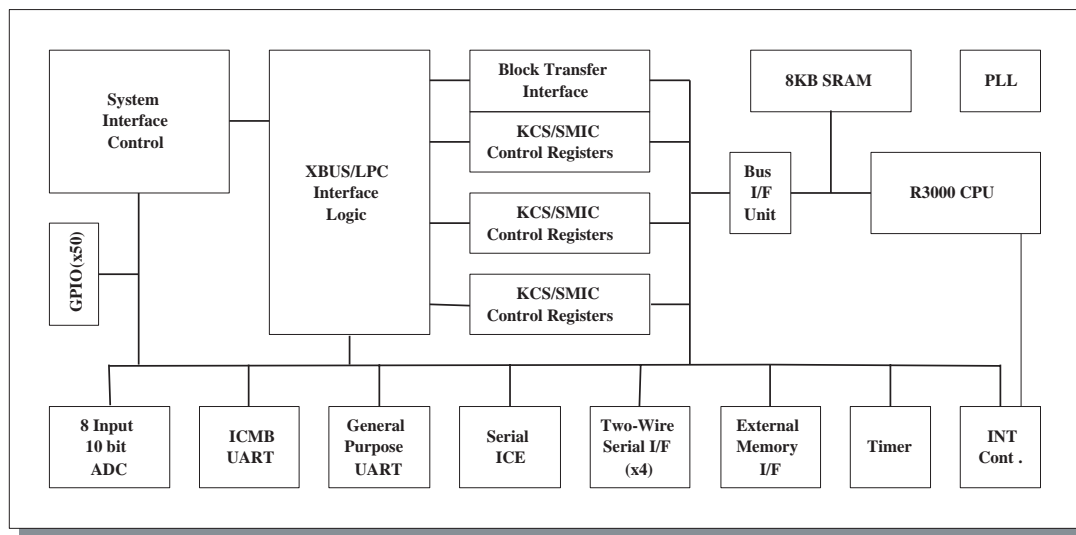 System
Interface
Control
XBUS/LPC
Interface
Logic
Block Transfer
Interface
KCS/SMIC
Control Registers
KCS/SMIC
Control Registers
KCS/SMIC
Control Registers
8KB SRAM
PLL
Bus
I/F
Unit
R3000 CPU
GPIO(x50)
8 Input
10 bit
ADC
ICMB
UART
General
Purpose
UART
Serial
ICE
Two-Wire
Serial I/F
(x4)
External
Memory
I/F
Timer
INT
Cont .